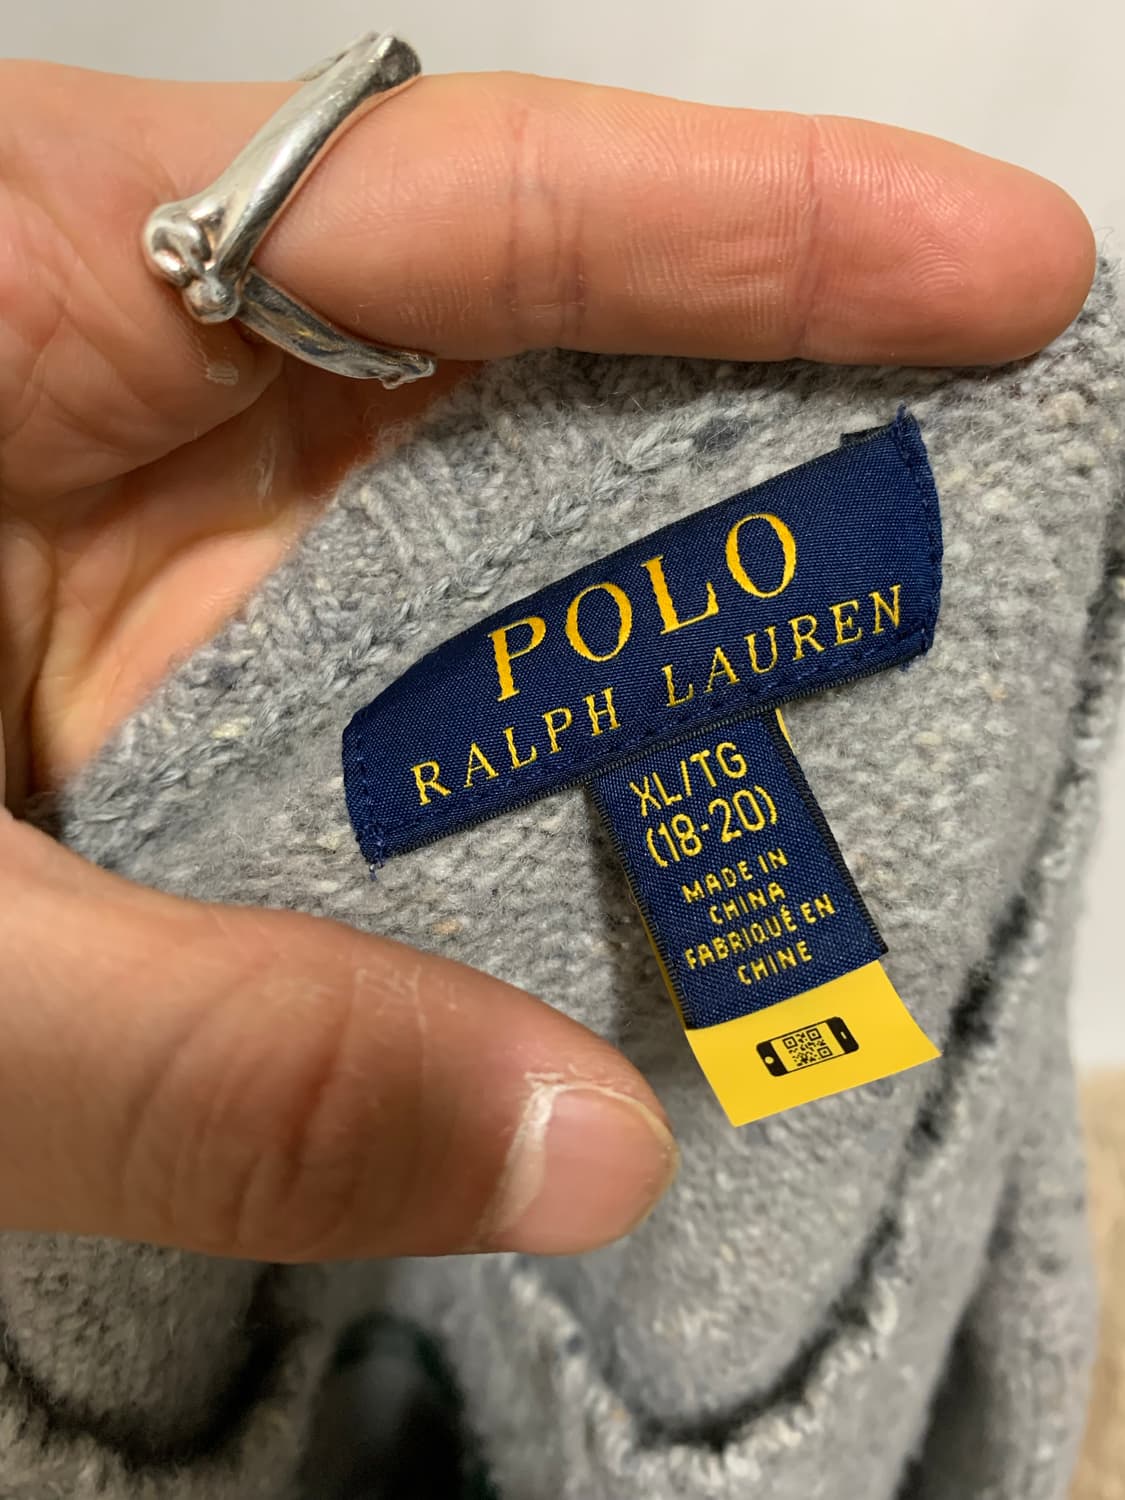 POLO
RALPH LAUREN
XL/TG
(18-20)
MADE IN
CHINA
FABRIQUÉ EN
CHINE